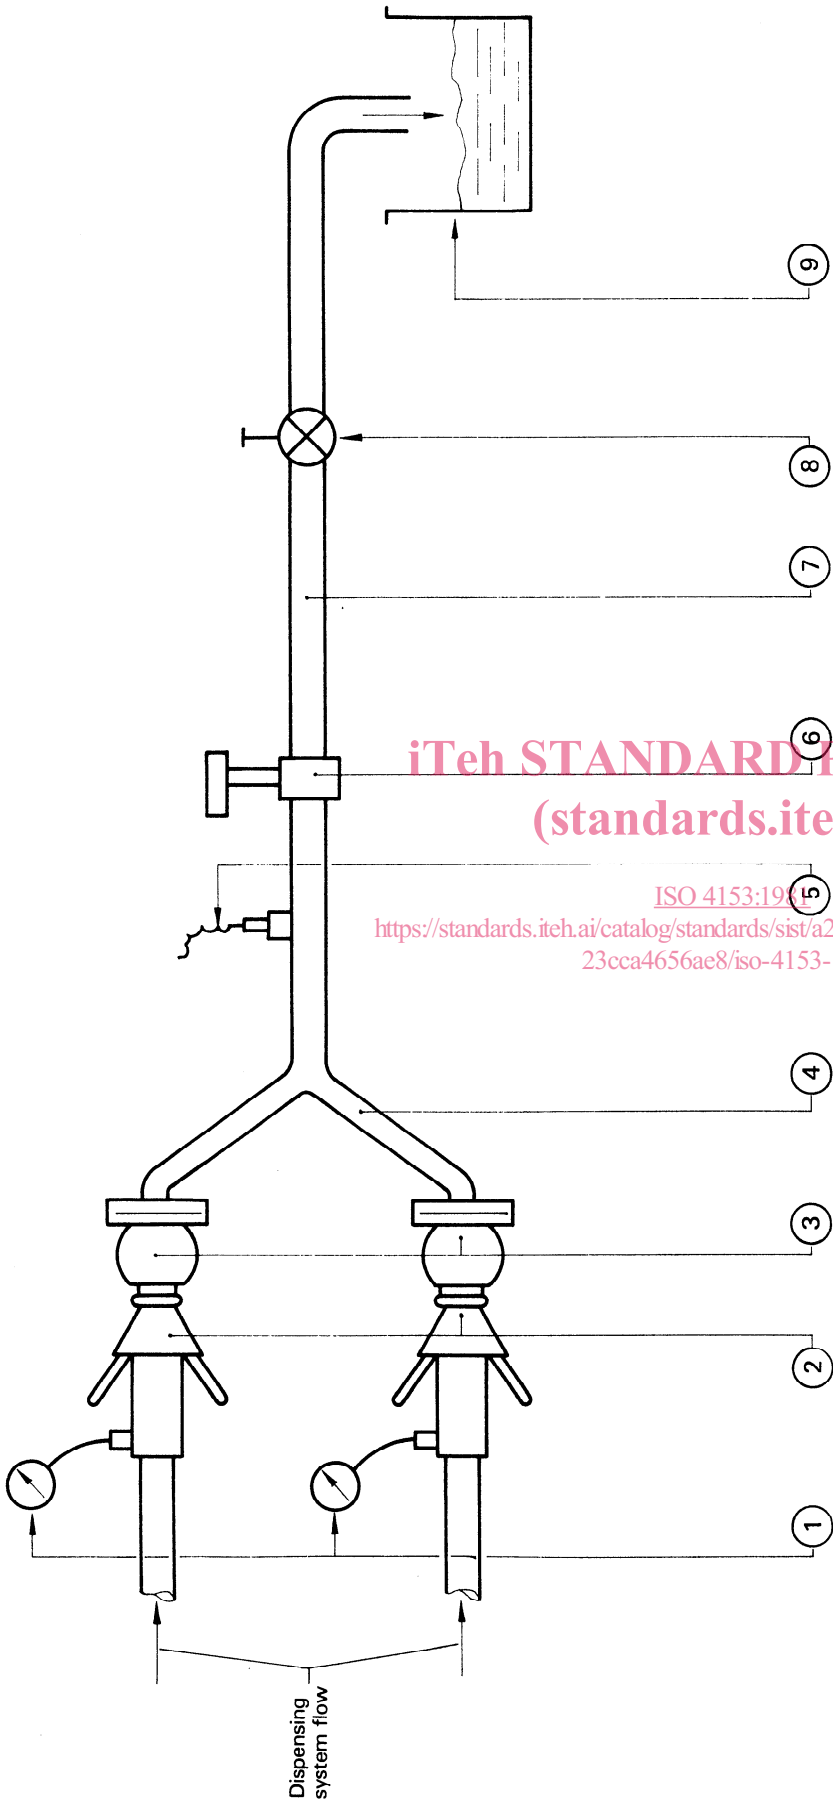 9
8
7
6
iTeh STANDARD
(standards.ite
5
ISO 4153:1981
https://standards.iteh.ai/catalog/standards/sist/a2
23cca4656ae8/iso-4153-
4
3
2
1
Dispensing
system flow